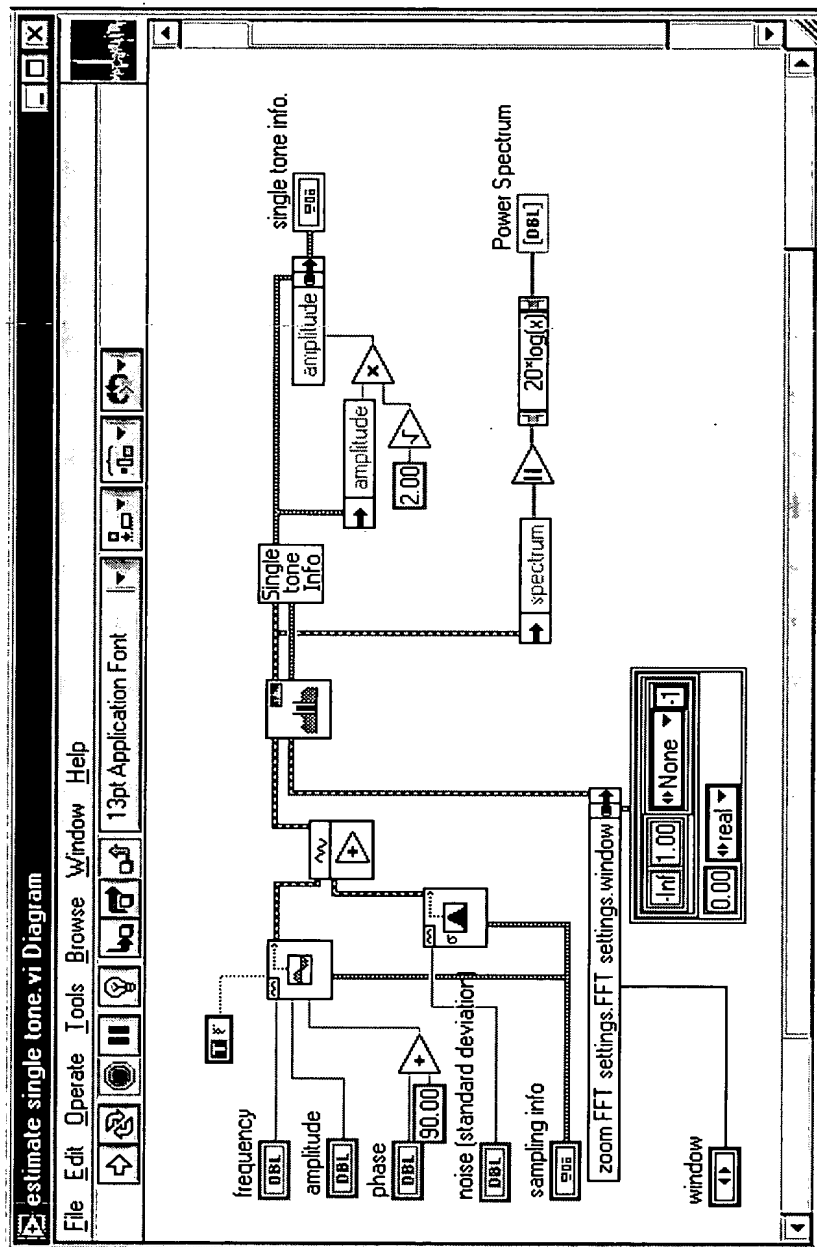 estimate single tone.vi Diagram
File Edit Operate Tools Browse Window Help
13pt Application Font
frequency
DBL
amplitude
DBL
phase
DBL
90.00
noise (standard deviation)
DBL
sampling info
zoom FFT settings.FFT settings.window
window
T F
+
+
σ
Single
tone
Info
amplitude
2.00
√
x
amplitude
single tone info.
spectrum
||
20*log(x)
Power Spectrum
[DBL]
-Inf 1.00 None -1
0.00 real